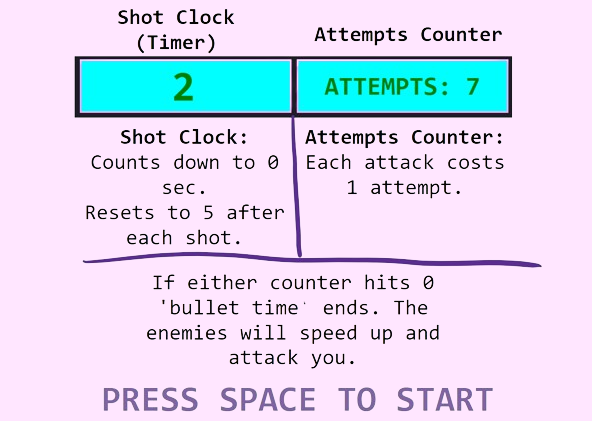 Shot Clock
(Timer)
Attempts Counter
2
ATTEMPTS: 7
Shot Clock:
Counts down to 0
sec.
Resets to 5 after
each shot.
Attempts Counter:
Each attack costs
1 attempt.
If either counter hits 0
'bullet time' ends. The
enemies will speed up and
attack you.
PRESS SPACE TO START